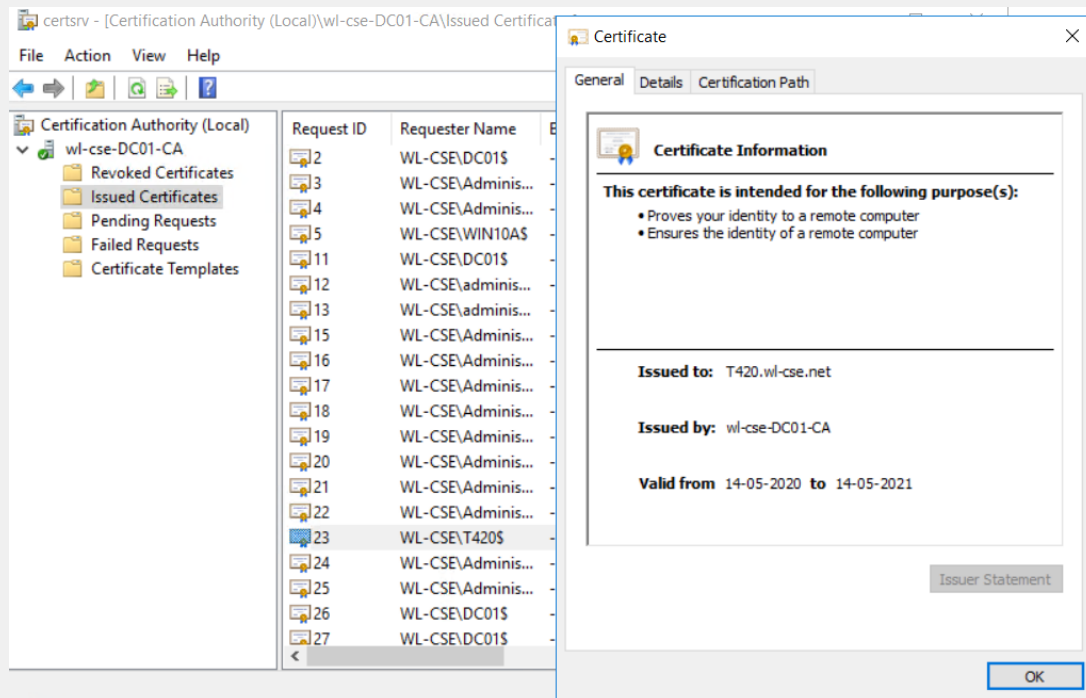 certsrv - [Certification Authority (Local)\wl-cse-DC01-CA\Issued Certificates]
File Action View Help
Certification Authority (Local)
wl-cse-DC01-CA
Revoked Certificates
Issued Certificates
Pending Requests
Failed Requests
Certificate Templates
Request ID Requester Name
2 WL-CSE\DC01$ -
3 WL-CSE\Adminis... -
4 WL-CSE\Adminis... -
5 WL-CSE\WIN10A$ -
11 WL-CSE\DC01$ -
12 WL-CSE\adminis... -
13 WL-CSE\adminis... -
15 WL-CSE\Adminis... -
16 WL-CSE\Adminis... -
17 WL-CSE\Adminis... -
18 WL-CSE\Adminis... -
19 WL-CSE\Adminis... -
20 WL-CSE\Adminis... -
21 WL-CSE\Adminis... -
22 WL-CSE\Adminis... -
23 WL-CSE\T420$ -
24 WL-CSE\Adminis... -
25 WL-CSE\Adminis... -
26 WL-CSE\DC01$ -
27 WL-CSE\DC01$ -
Certificate
General Details Certification Path
Certificate Information
This certificate is intended for the following purpose(s):
• Proves your identity to a remote computer
• Ensures the identity of a remote computer
Issued to: T420.wl-cse.net
Issued by: wl-cse-DC01-CA
Valid from 14-05-2020 to 14-05-2021
Issuer Statement
OK